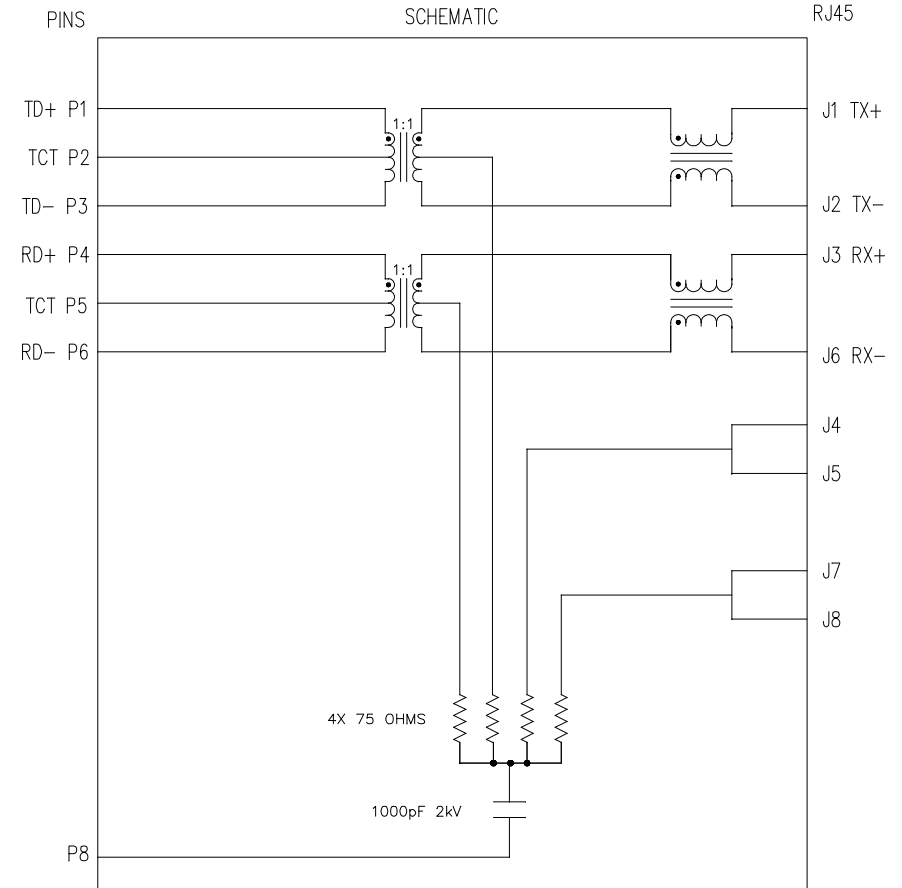 PINS
SCHEMATIC
RJ45
TD+ P1
1:1
J1 TX+
TCT P2
TD- P3
J2 TX-
RD+ P4
1:1
J3 RX+
TCT P5
RD- P6
J6 RX-
J4
J5
J7
J8
4X 75 OHMS
1000pF 2kV
P8